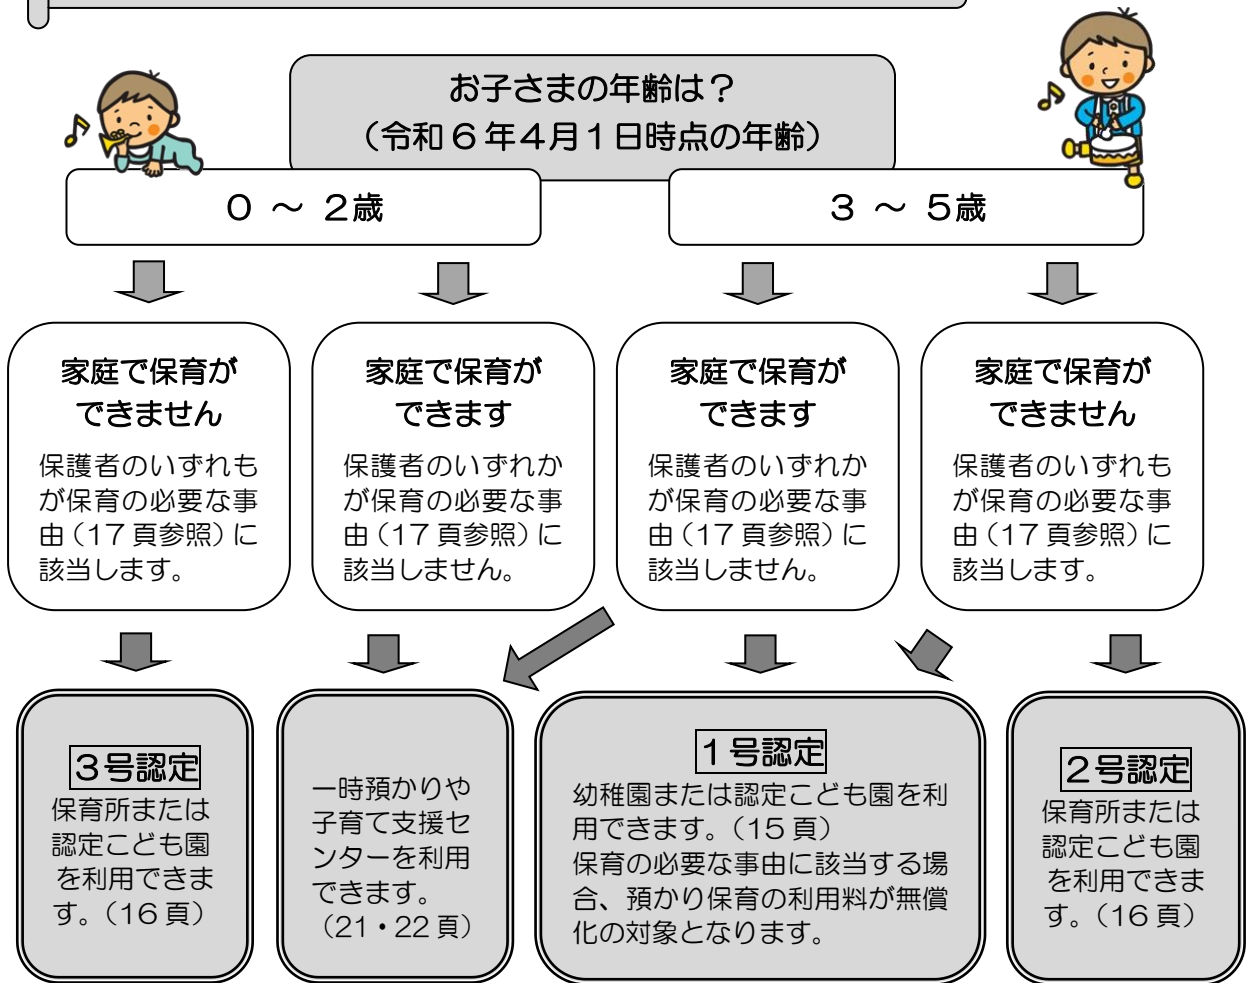 お子さまの年齢は？
（令和６年４月１日時点の年齢）
０ ～ ２歳
３ ～ ５歳
家庭で保育が
できません
保護者のいずれも
が保育の必要な事
由（17 頁参照）に
該当します。
家庭で保育が
できます
保護者のいずれか
が保育の必要な事
由（17 頁参照）に
該当しません。
家庭で保育が
できます
保護者のいずれか
が保育の必要な事
由（17 頁参照）に
該当しません。
家庭で保育が
できません
保護者のいずれも
が保育の必要な事
由（17 頁参照）に
該当します。
３号認定
保育所または
認定こども園
を利用できま
す。（16 頁）
一時預かりや
子育て支援セ
ンターを利用
できます。
（21・22 頁）
１号認定
幼稚園または認定こども園を利
用できます。（15 頁）
保育の必要な事由に該当する場
合、預かり保育の利用料が無償
化の対象となります。
２号認定
保育所または
認定こども園
を利用できま
す。（16 頁）